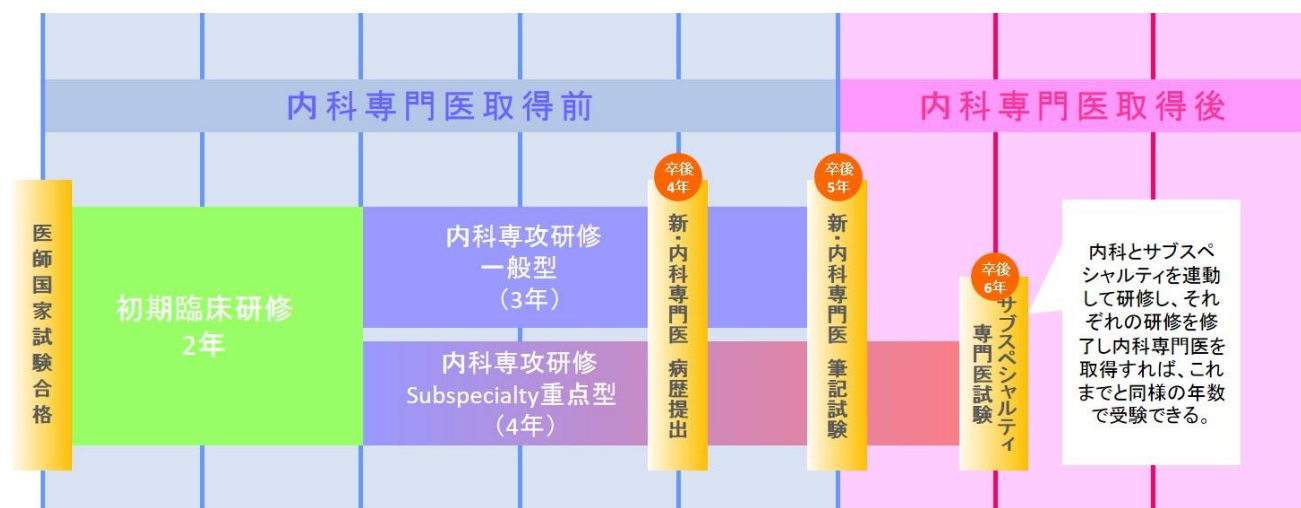 内科専門医取得前
内科専門医取得後
医師国家試験合格
初期臨床研修
2年
内科専攻研修
一般型
（3年）
内科専攻研修
Subspecialty重点型
（4年）
卒後
4年
新・内科専門医 病歴提出
卒後
5年
新・内科専門医 筆記試験
卒後
6年
サブスペシャルティ
専門医試験
内科とサブスペ
シャルティを連動
して研修し、それ
ぞれの研修を修
了し内科専門医を
取得すれば、これ
までと同様の年数
で受験できる。